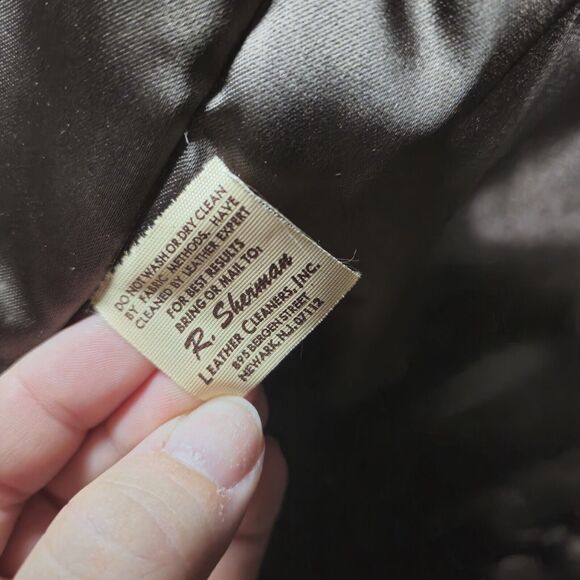 DO NOT WASH OR DRY CLEAN
BY FABRIC METHODS. HAVE
CLEANED BY LEATHER EXPERT
FOR BEST RESULTS
BRING OR MAIL TO:
R. Sherman
LEATHER CLEANERS, INC.
895 BERGEN STREET
NEWARK, N.J. 07112